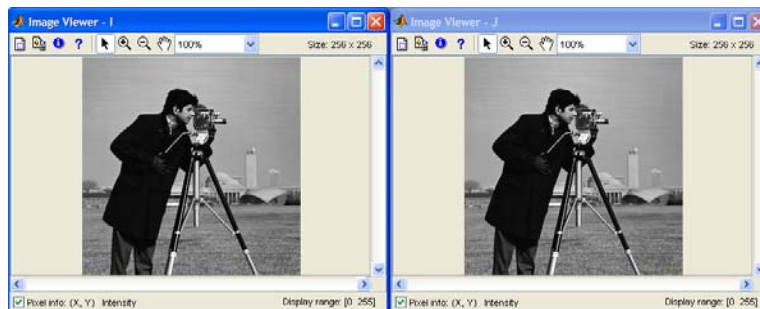 Image Viewer - I
100%
Size: 256 x 256
Pixel info: (X, Y) Intensity
Display range: [0 255]
Image Viewer - J
100%
Size: 256 x 256
Pixel info: (X, Y) Intensity
Display range: [0 255]